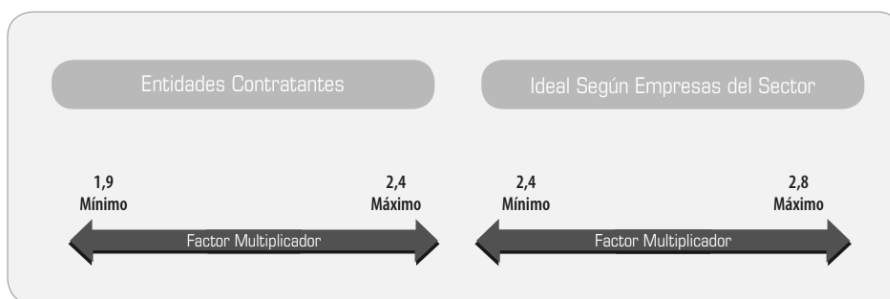 Entidades Contratantes
Ideal Según Empresas del Sector
1,9
Mínimo
2,4
Máximo
Factor Multiplicador
2,4
Mínimo
2,8
Máximo
Factor Multiplicador